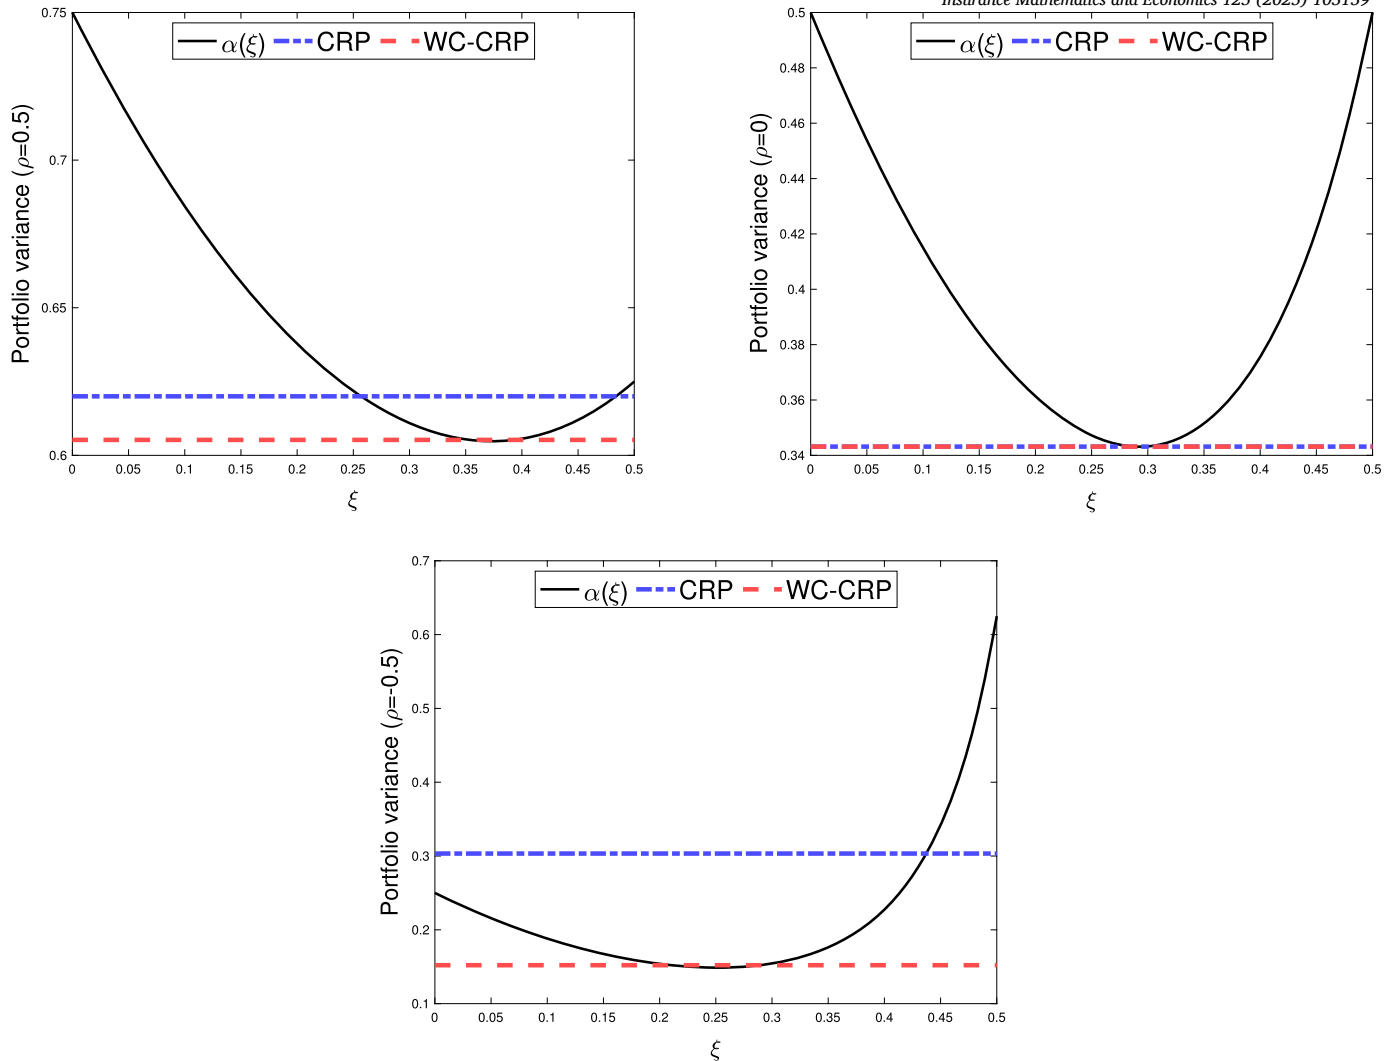 Insurance Mathematics and Economics 123 (2025) 103139
0.75
α(ξ) CRP WC-CRP
0.7
0.65
0.6
0 0.05 0.1 0.15 0.2 0.25 0.3 0.35 0.4 0.45 0.5
ξ
Portfolio variance (ρ=0.5)
0.5
α(ξ) CRP WC-CRP
0.48
0.46
0.44
0.42
0.4
0.38
0.36
0.34
0 0.05 0.1 0.15 0.2 0.25 0.3 0.35 0.4 0.45 0.5
ξ
Portfolio variance (ρ=0)
0.7
α(ξ) CRP WC-CRP
0.6
0.5
0.4
0.3
0.2
0.1
0 0.05 0.1 0.15 0.2 0.25 0.3 0.35 0.4 0.45 0.5
ξ
Portfolio variance (ρ=-0.5)